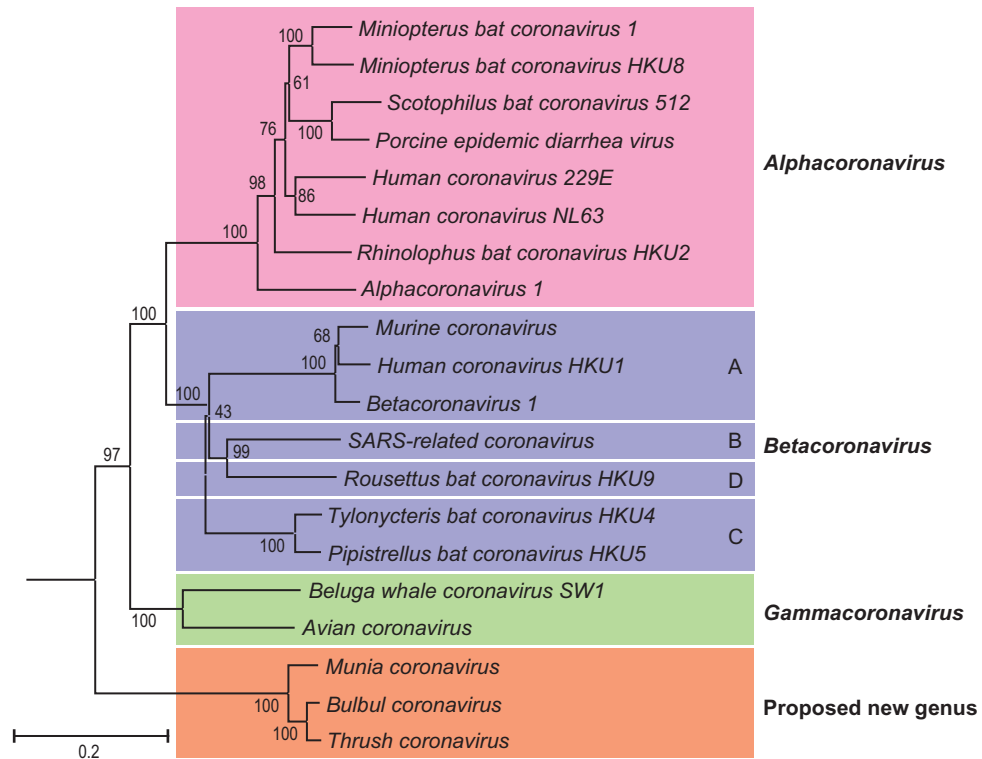 Miniopterus bat coronavirus 1
100
Miniopterus bat coronavirus HKU8
61
Scotophilus bat coronavirus 512
100
Porcine epidemic diarrhea virus
76
Alphacoronavirus
Human coronavirus 229E
98
86
Human coronavirus NL63
100
Rhinolophus bat coronavirus HKU2
Alphacoronavirus 1
100
Murine coronavirus
68
Human coronavirus HKU1
A
100
100
Betacoronavirus 1
43
SARS-related coronavirus
B
Betacoronavirus
99
97
Rousettus bat coronavirus HKU9
D
Tylonycteris bat coronavirus HKU4
C
100
Pipistrellus bat coronavirus HKU5
Beluga whale coronavirus SW1
100
Gammacoronavirus
Avian coronavirus
Munia coronavirus
100
Bulbul coronavirus
Proposed new genus
100
Thrush coronavirus
0.2